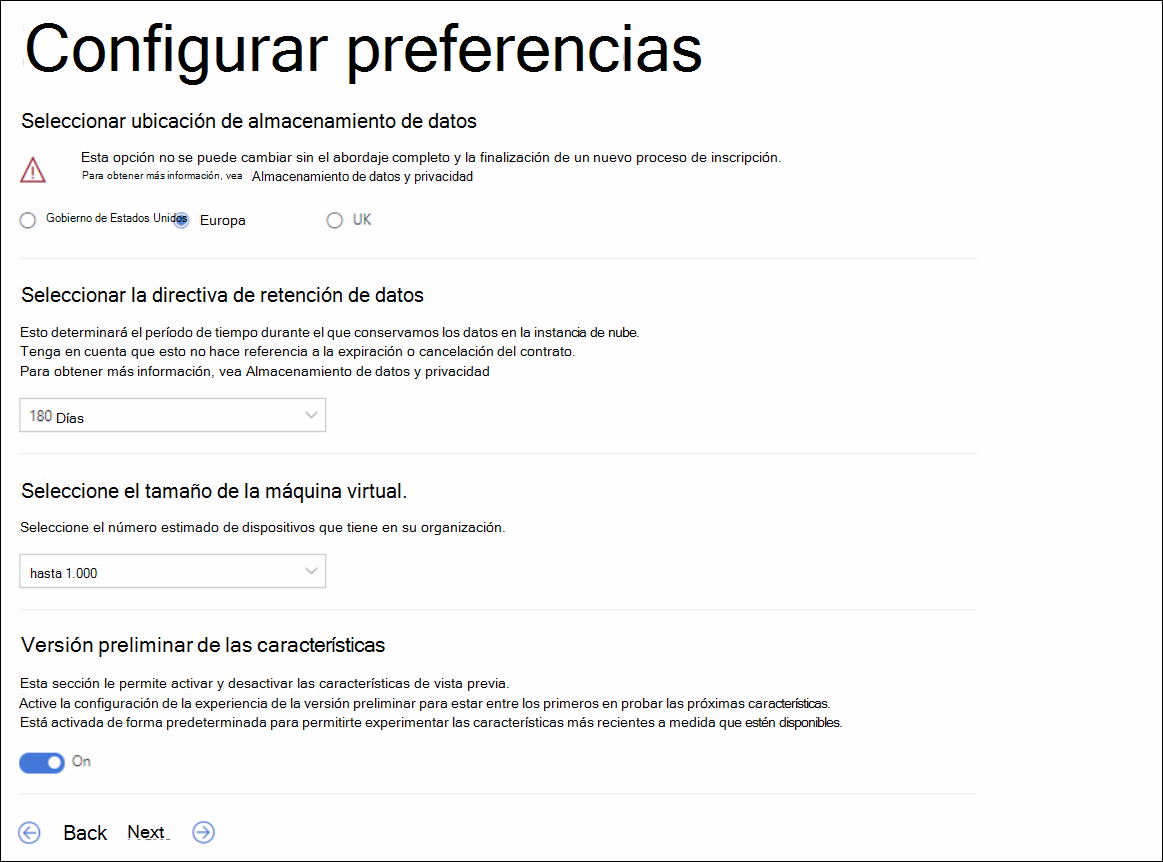 Configurar preferencias
Seleccionar ubicación de almacenamiento de datos
Esta opción no se puede cambiar sin el abordaje completo y la finalización de un nuevo proceso de inscripción.
Para obtener más información, vea Almacenamiento de datos y privacidad
Gobierno de Estados Unidos Europa UK
Seleccionar la directiva de retención de datos
Esto determinará el período de tiempo durante el que conservamos los datos en la instancia de nube.
Tenga en cuenta que esto no hace referencia a la expiración o cancelación del contrato.
Para obtener más información, vea Almacenamiento de datos y privacidad
180 Días
Seleccione el tamaño de la máquina virtual.
Seleccione el número estimado de dispositivos que tiene en su organización.
hasta 1.000
Versión preliminar de las características
Esta sección le permite activar y desactivar las características de vista previa.
Active la configuración de la experiencia de la versión preliminar para estar entre los primeros en probar las próximas características.
Está activada de forma predeterminada para permitirte experimentar las características más recientes a medida que estén disponibles.
On
Back Next